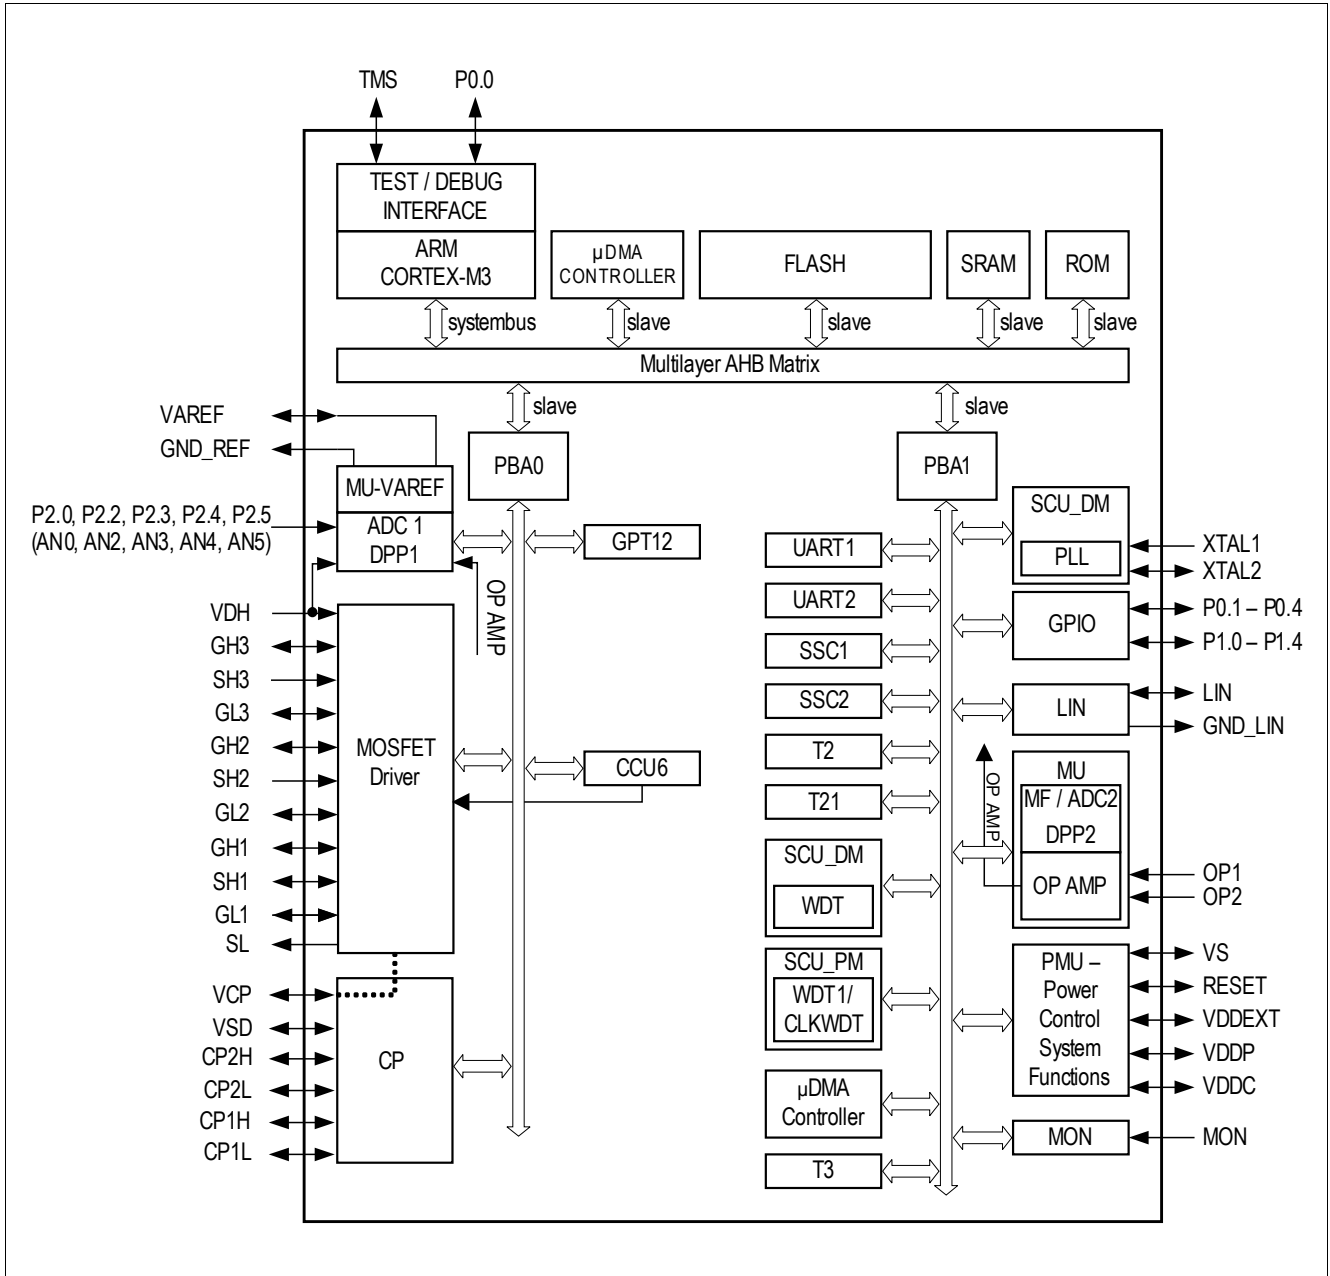 TMS
P0.0
TEST / DEBUG
INTERFACE
ARM
CORTEX-M3
µDMA
CONTROLLER
FLASH
SRAM
ROM
systembus
slave
slave
slave
slave
Multilayer AHB Matrix
slave
slave
VAREF
GND_REF
PBA0
PBA1
MU-VAREF
P2.0, P2.2, P2.3, P2.4, P2.5
(AN0, AN2, AN3, AN4, AN5)
ADC 1
DPP1
GPT12
OP AMP
VDH
GH3
SH3
GL3
GH2
SH2
GL2
GH1
SH1
GL1
SL
MOSFET
Driver
CCU6
VCP
VSD
CP2H
CP2L
CP1H
CP1L
CP
UART1
UART2
SSC1
SSC2
T2
T21
SCU_DM
WDT
SCU_PM
WDT1/
CLKWDT
µDMA
Controller
T3
SCU_DM
PLL
XTAL1
XTAL2
GPIO
P0.1 – P0.4
P1.0 – P1.4
LIN
LIN
GND_LIN
OP AMP
MU
MF / ADC2
DPP2
OP AMP
OP1
OP2
PMU –
Power
Control
System
Functions
VS
RESET
VDDEXT
VDDP
VDDC
MON
MON